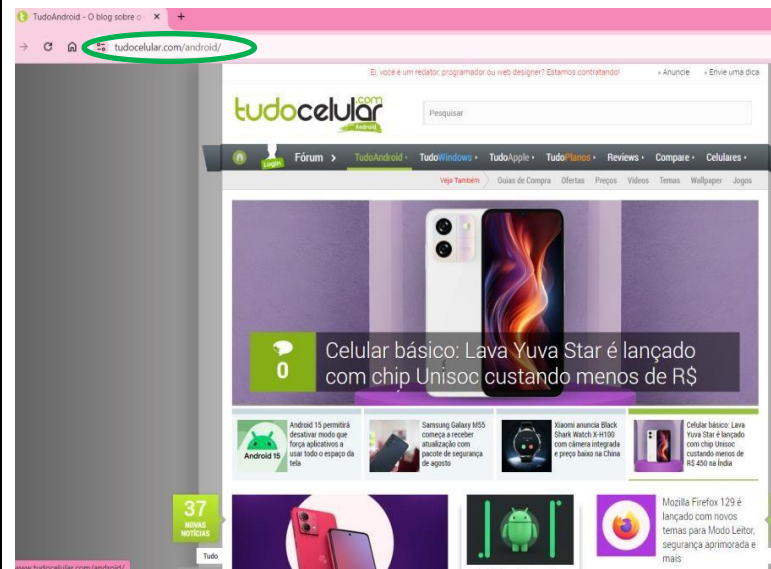 TudoAndroid - O blog sobre o
tudocelular.com/android/
Ei, você é um redator, programador ou web designer? Estamos contratando!
» Anuncie
» Envie uma dica
tudocelular
.com
Android
Pesquisar
Login
Fórum >
TudoAndroid
TudoWindows
TudoApple
TudoPlanos
Reviews
Compare
Celulares
Veja Também
Guias de Compra
Ofertas
Preços
Vídeos
Temas
Wallpaper
Jogos
0
Celular básico: Lava Yuva Star é lançado
com chip Unisoc custando menos de R$
Android 15
Android 15 permitirá
desativar modo que
força aplicativos a
usar todo o espaço da
tela
Samsung Galaxy M55
começa a receber
atualização com
pacote de segurança
de agosto
Xiaomi anuncia Black
Shark Watch X-H100
com câmera integrada
e preço baixo na China
Celular básico: Lava
Yuva Star é lançado
com chip Unisoc
custando menos de
R$ 450 na Índia
37
NOVAS
NOTÍCIAS
Tudo
Mozilla Firefox 129 é
lançado com novos
temas para Modo Leitor,
segurança aprimorada e
mais
www.tudocelular.com/android/